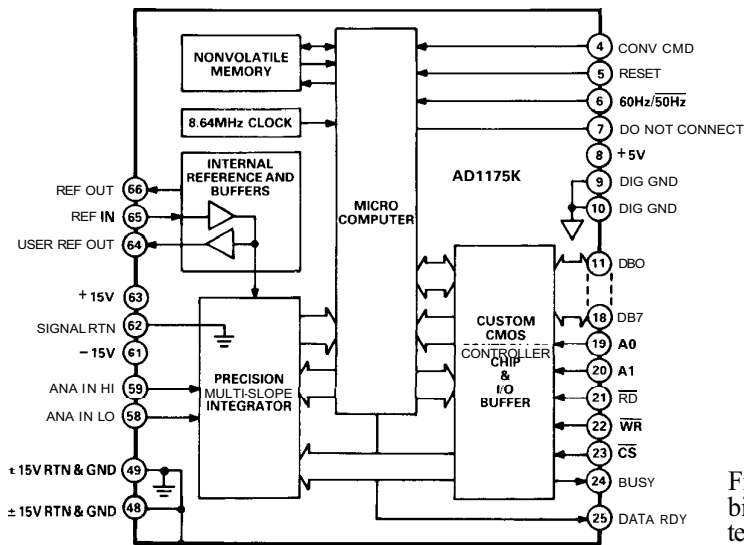 NONVOLATILE
MEMORY
8.64MHz CLOCK
INTERNAL
REFERENCE AND
BUFFERS
MICRO
COMPUTER
AD1175K
PRECISION
MULTI-SLOPE
INTEGRATOR
CUSTOM
CMOS
CONTROLLER
CHIP
&
I/O
BUFFER
66 REF OUT
65 REF IN
64 USER REF OUT
63 +15V
62 SIGNAL RTN
61 −15V
59 ANA IN HI
58 ANA IN LO
49 ±15V RTN & GND
48 ±15V RTN & GND
4 CONV CMD
5 RESET
6 60Hz/50Hz
7 DO NOT CONNECT
8 +5V
9 DIG GND
10 DIG GND
11 DBO
18 DB7
19 A0
20 A1
21 RD
22 WR
23 CS
24 BUSY
25 DATA RDY